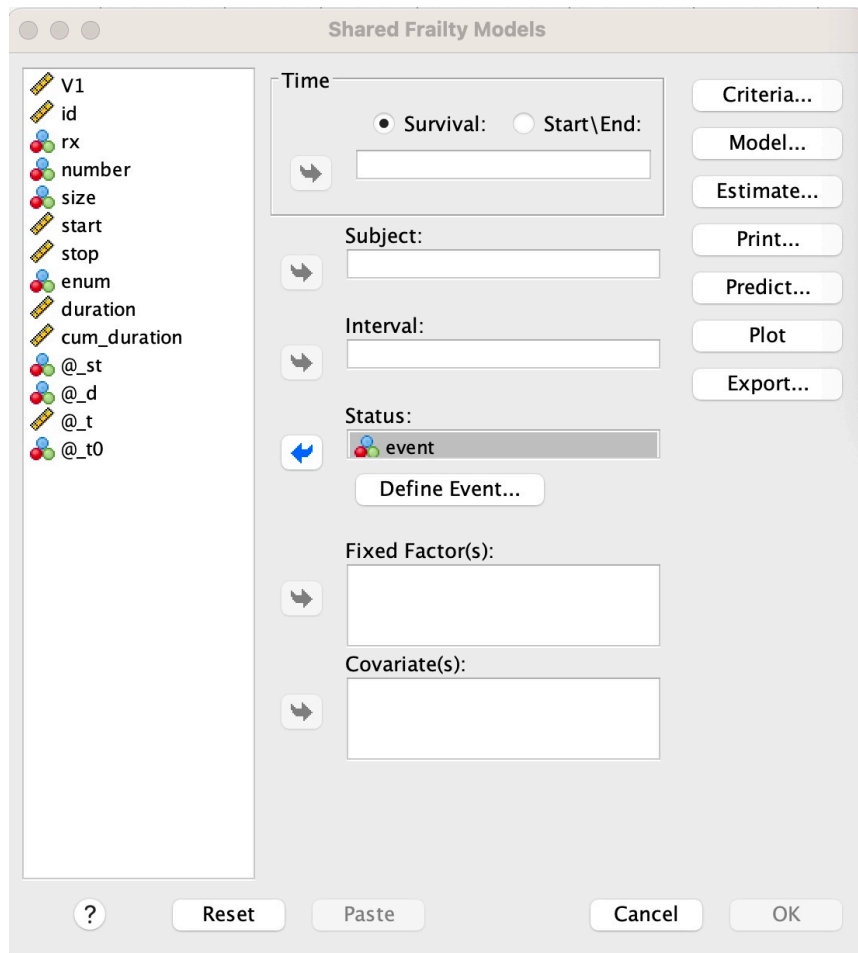 Shared Frailty Models
V1
id
rx
number
size
start
stop
enum
duration
cum_duration
@_st
@_d
@_t
@_t0
Time
Survival:
Start\End:
Subject:
Interval:
Status:
event
Define Event...
Fixed Factor(s):
Covariate(s):
Criteria...
Model...
Estimate...
Print...
Predict...
Plot
Export...
?
Reset
Paste
Cancel
OK